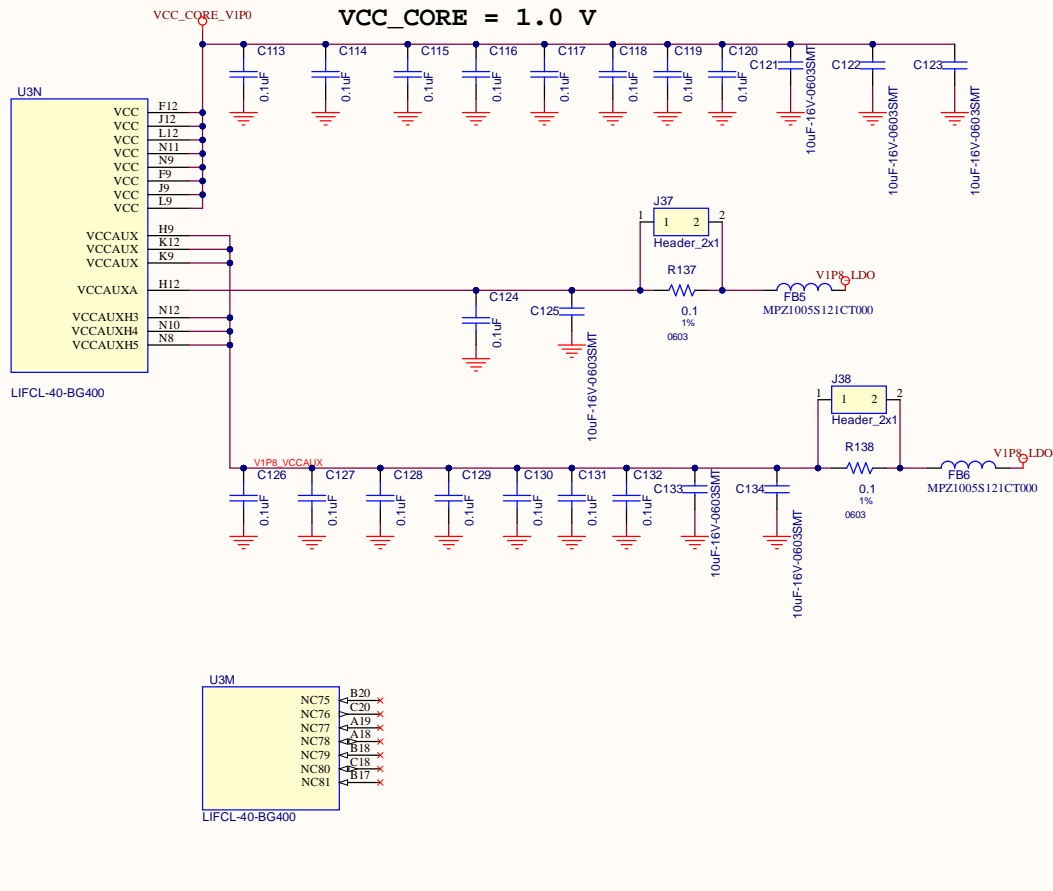 VCC_CORE = 1.0 V
VCC_CORE_V1P0
C113
0.1uF
C114
0.1uF
C115
0.1uF
C116
0.1uF
C117
0.1uF
C118
0.1uF
C119
0.1uF
C120
0.1uF
C121
10uF-16V-0603SMT
C122
10uF-16V-0603SMT
C123
10uF-16V-0603SMT
U3N
VCC F12
VCC J12
VCC L12
VCC N11
VCC N9
VCC F9
VCC J9
VCC L9
VCCAUX H9
VCCAUX K12
VCCAUX K9
VCCAUXA H12
VCCAUXH3 N12
VCCAUXH4 N10
VCCAUXH5 N8
LIFCL-40-BG400
J37
1 1 2 2
Header_2x1
R137
0.1
1%
0603
V1P8_LDO
FB5
MPZ1005S121CT000
C124
0.1uF
C125
10uF-16V-0603SMT
J38
1 1 2 2
Header_2x1
R138
0.1
1%
0603
V1P8_LDO
FB6
MPZ1005S121CT000
V1P8_VCCAUX
C126
0.1uF
C127
0.1uF
C128
0.1uF
C129
0.1uF
C130
0.1uF
C131
0.1uF
C132
0.1uF
C133
10uF-16V-0603SMT
C134
10uF-16V-0603SMT
U3M
NC75 B20
NC76 C20
NC77 A19
NC78 A18
NC79 B18
NC80 C18
NC81 B17
LIFCL-40-BG400